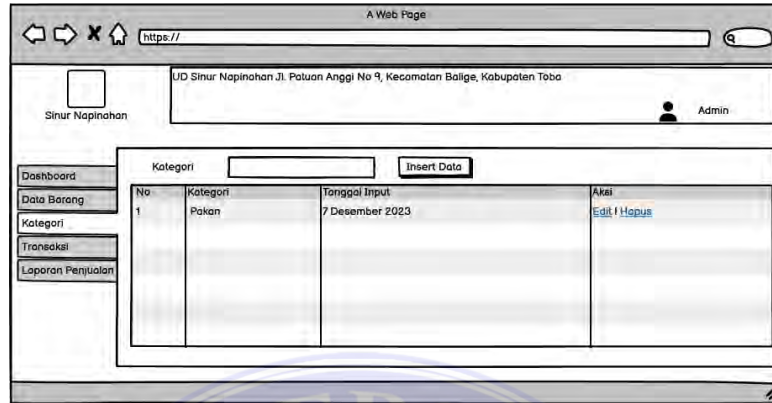 A Web Page
https://
UD Sinur Napinahan Jl. Patuan Anggi No 9, Kecamatan Balige, Kabupaten Toba
Sinur Napinahan
Admin
Kategori
Insert Data
Dashboard
Data Barang
Kategori
Transaksi
Laporan Penjualan
No Kategori Tanggal Input Aksi
1 Pakan 7 Desember 2023 Edit | Hapus